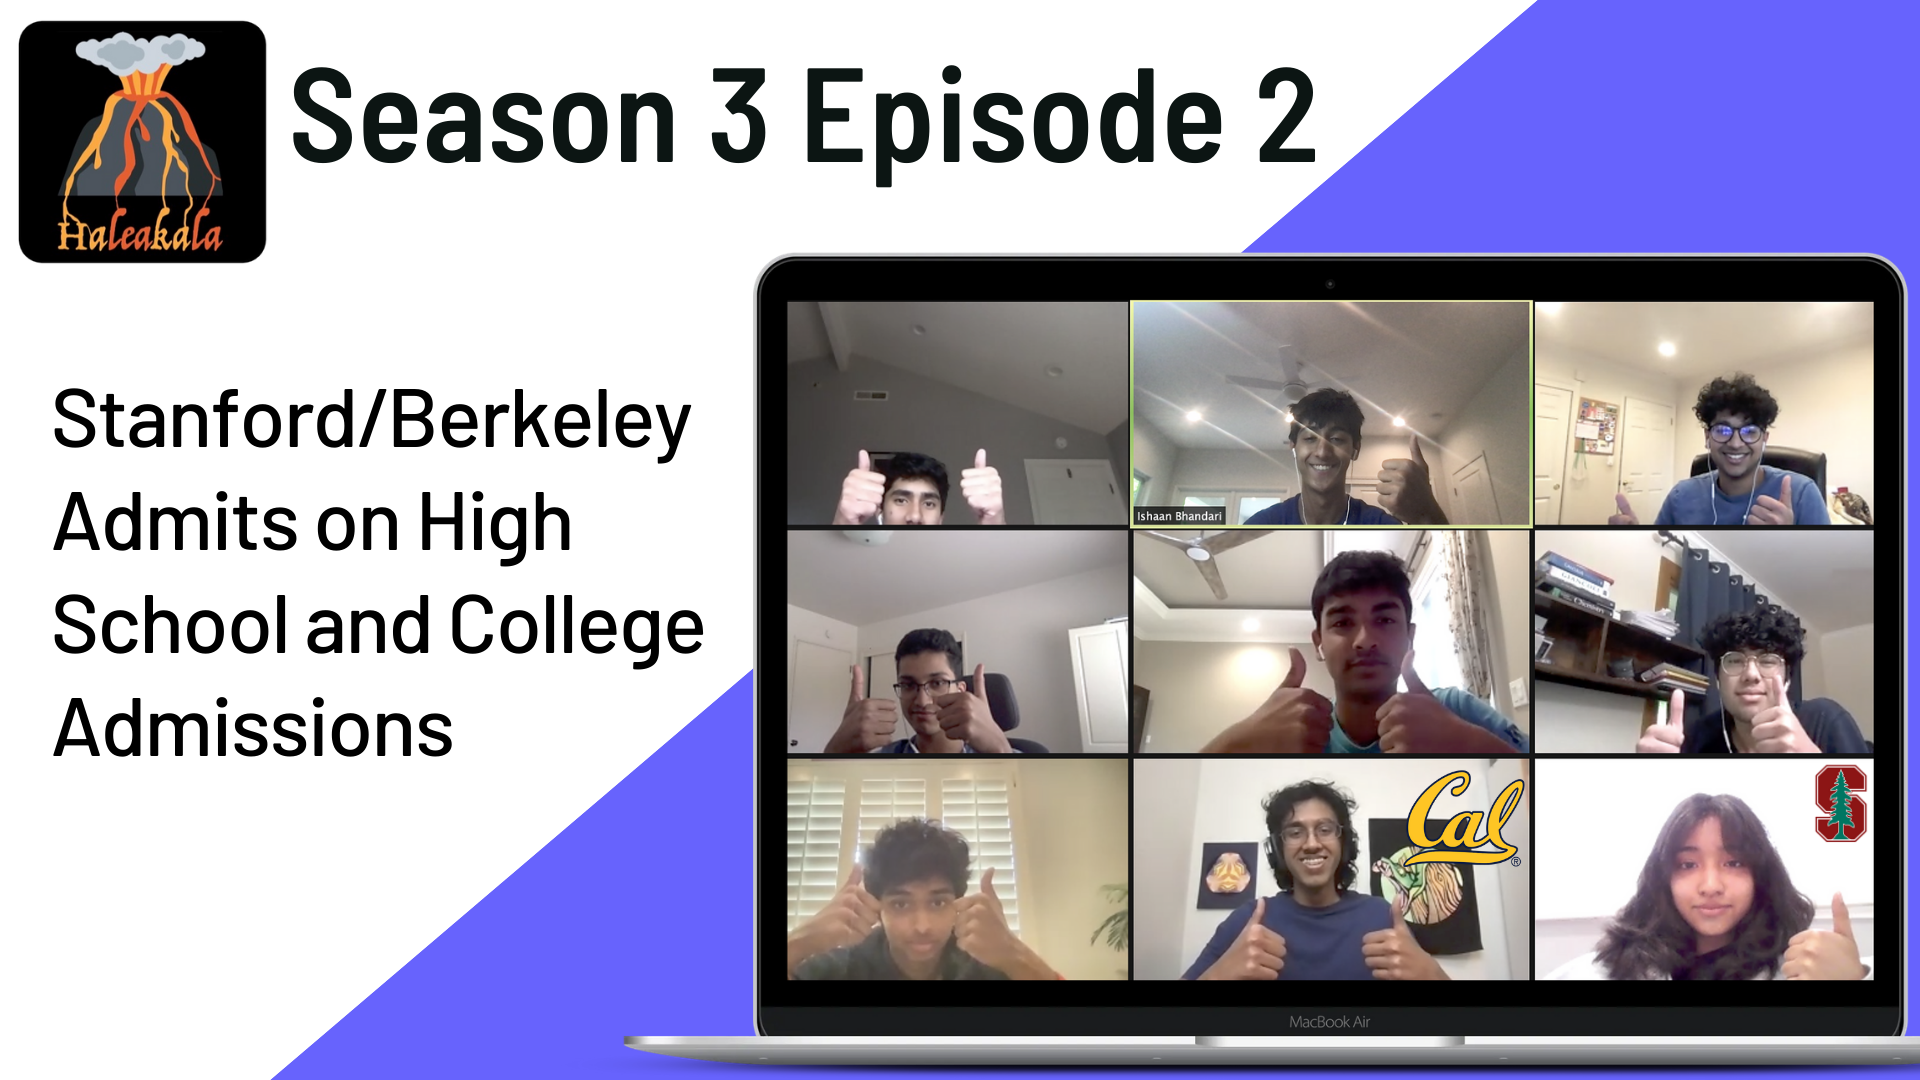 Haleakala
Season 3 Episode 2
Stanford/Berkeley
Admits on High
School and College
Admissions
Ishaan Bhandari
Cal
®
S
MacBook Air